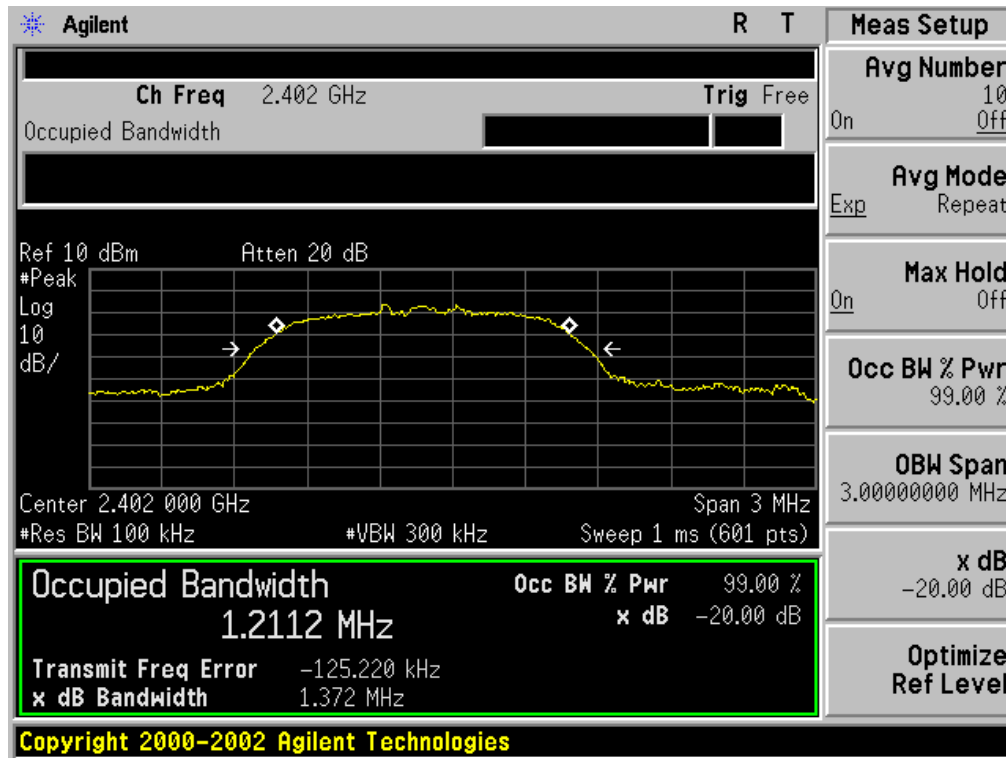 Agilent R T
Ch Freq 2.402 GHz Trig Free
Occupied Bandwidth
Ref 10 dBm Atten 20 dB
#Peak
Log
10
dB/
Center 2.402 000 GHz Span 3 MHz
#Res BW 100 kHz #VBW 300 kHz Sweep 1 ms (601 pts)
Occupied Bandwidth Occ BW % Pwr 99.00 %
1.2112 MHz x dB -20.00 dB
Transmit Freq Error -125.220 kHz
x dB Bandwidth 1.372 MHz
Copyright 2000-2002 Agilent Technologies
Meas Setup
Avg Number
10
On Off
Avg Mode
Exp Repeat
Max Hold
On Off
Occ BW % Pwr
99.00 %
OBW Span
3.00000000 MHz
x dB
-20.00 dB
Optimize
Ref Level